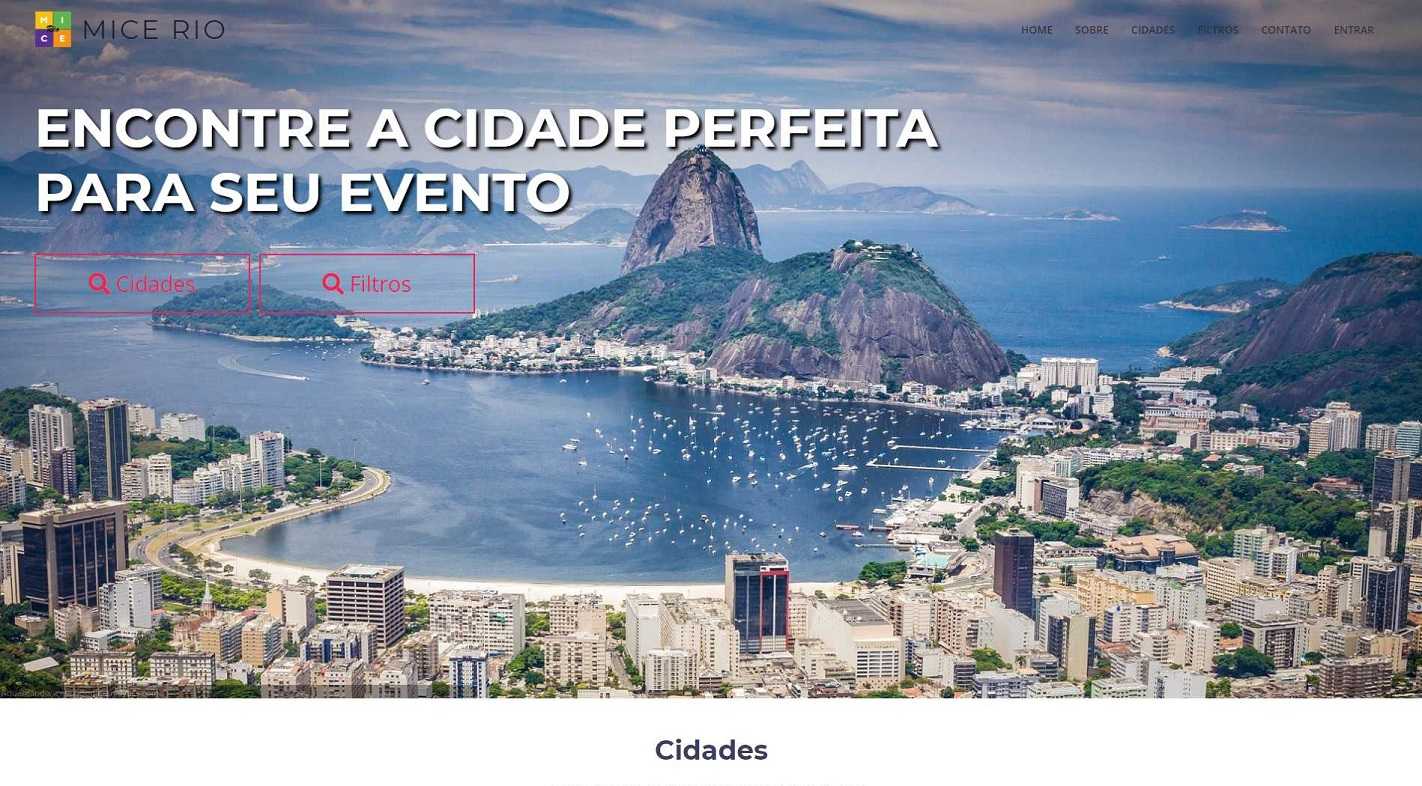 M I
C E
MICE RIO
HOME SOBRE CIDADES FILTROS CONTATO ENTRAR
ENCONTRE A CIDADE PERFEITA
PARA SEU EVENTO
Cidades Filtros
Cidades